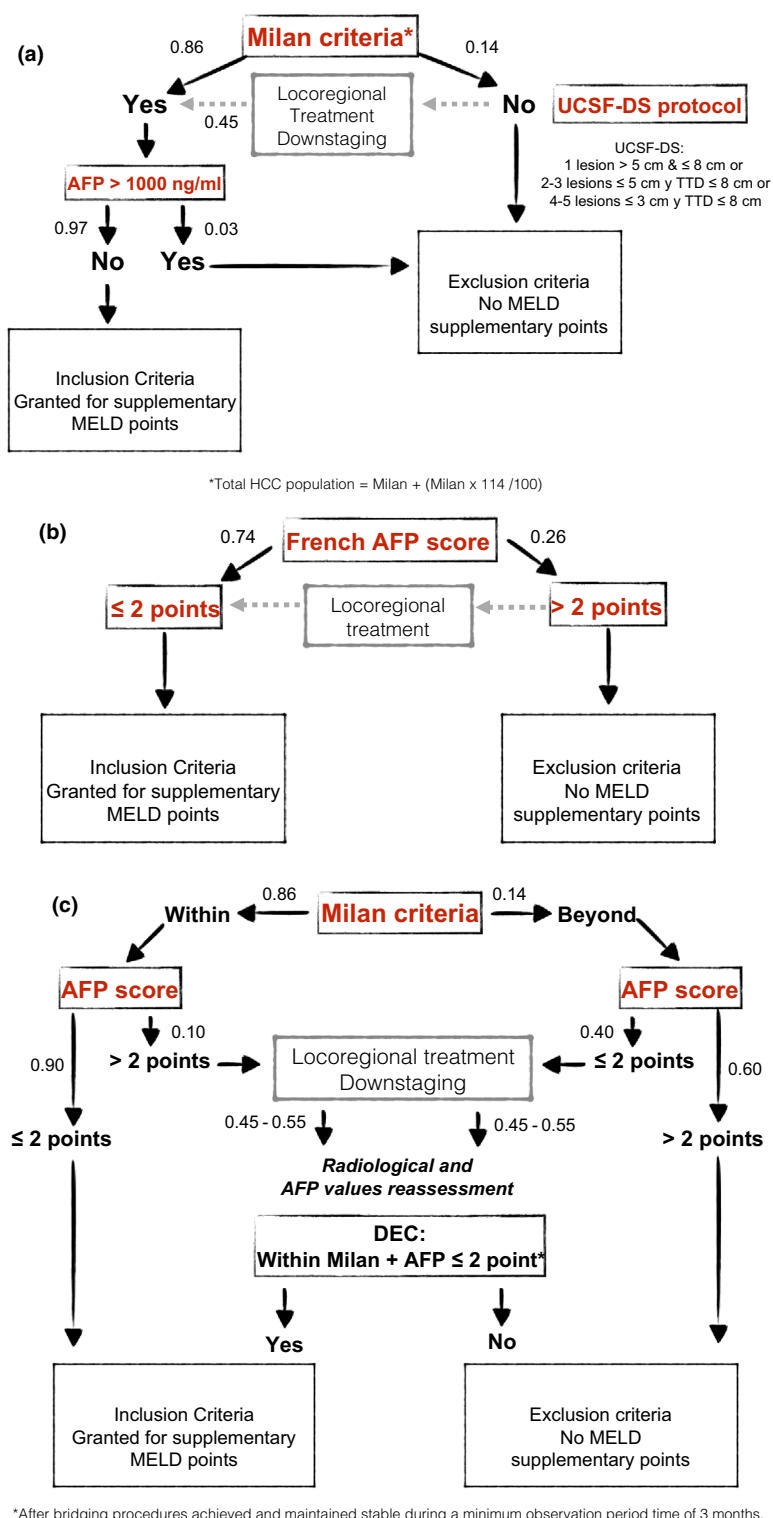 (a)
Milan criteria*
0.86
0.14
Yes
Locoregional
Treatment
Downstaging
0.45
No
UCSF-DS protocol
UCSF-DS:
1 lesion > 5 cm & ≤ 8 cm or
2-3 lesions ≤ 5 cm y TTD ≤ 8 cm or
4-5 lesions ≤ 3 cm y TTD ≤ 8 cm
AFP > 1000 ng/ml
0.97
0.03
No
Yes
Exclusion criteria
No MELD
supplementary points
Inclusion Criteria
Granted for supplementary
MELD points
*Total HCC population = Milan + (Milan x 114 /100)
(b)
French AFP score
0.74
0.26
≤ 2 points
Locoregional
treatment
> 2 points
Inclusion Criteria
Granted for supplementary
MELD points
Exclusion criteria
No MELD
supplementary points
(c)
Within
0.86
Milan criteria
0.14
Beyond
AFP score
AFP score
0.90
0.10
> 2 points
Locoregional treatment
Downstaging
0.40
≤ 2 points
0.60
≤ 2 points
0.45 - 0.55
0.45 - 0.55
> 2 points
Radiological and
AFP values reassessment
DEC:
Within Milan + AFP ≤ 2 point*
Yes
No
Inclusion Criteria
Granted for supplementary
MELD points
Exclusion criteria
No MELD
supplementary points
*After bridging procedures achieved and maintained stable during a minimum observation period time of 3 months.